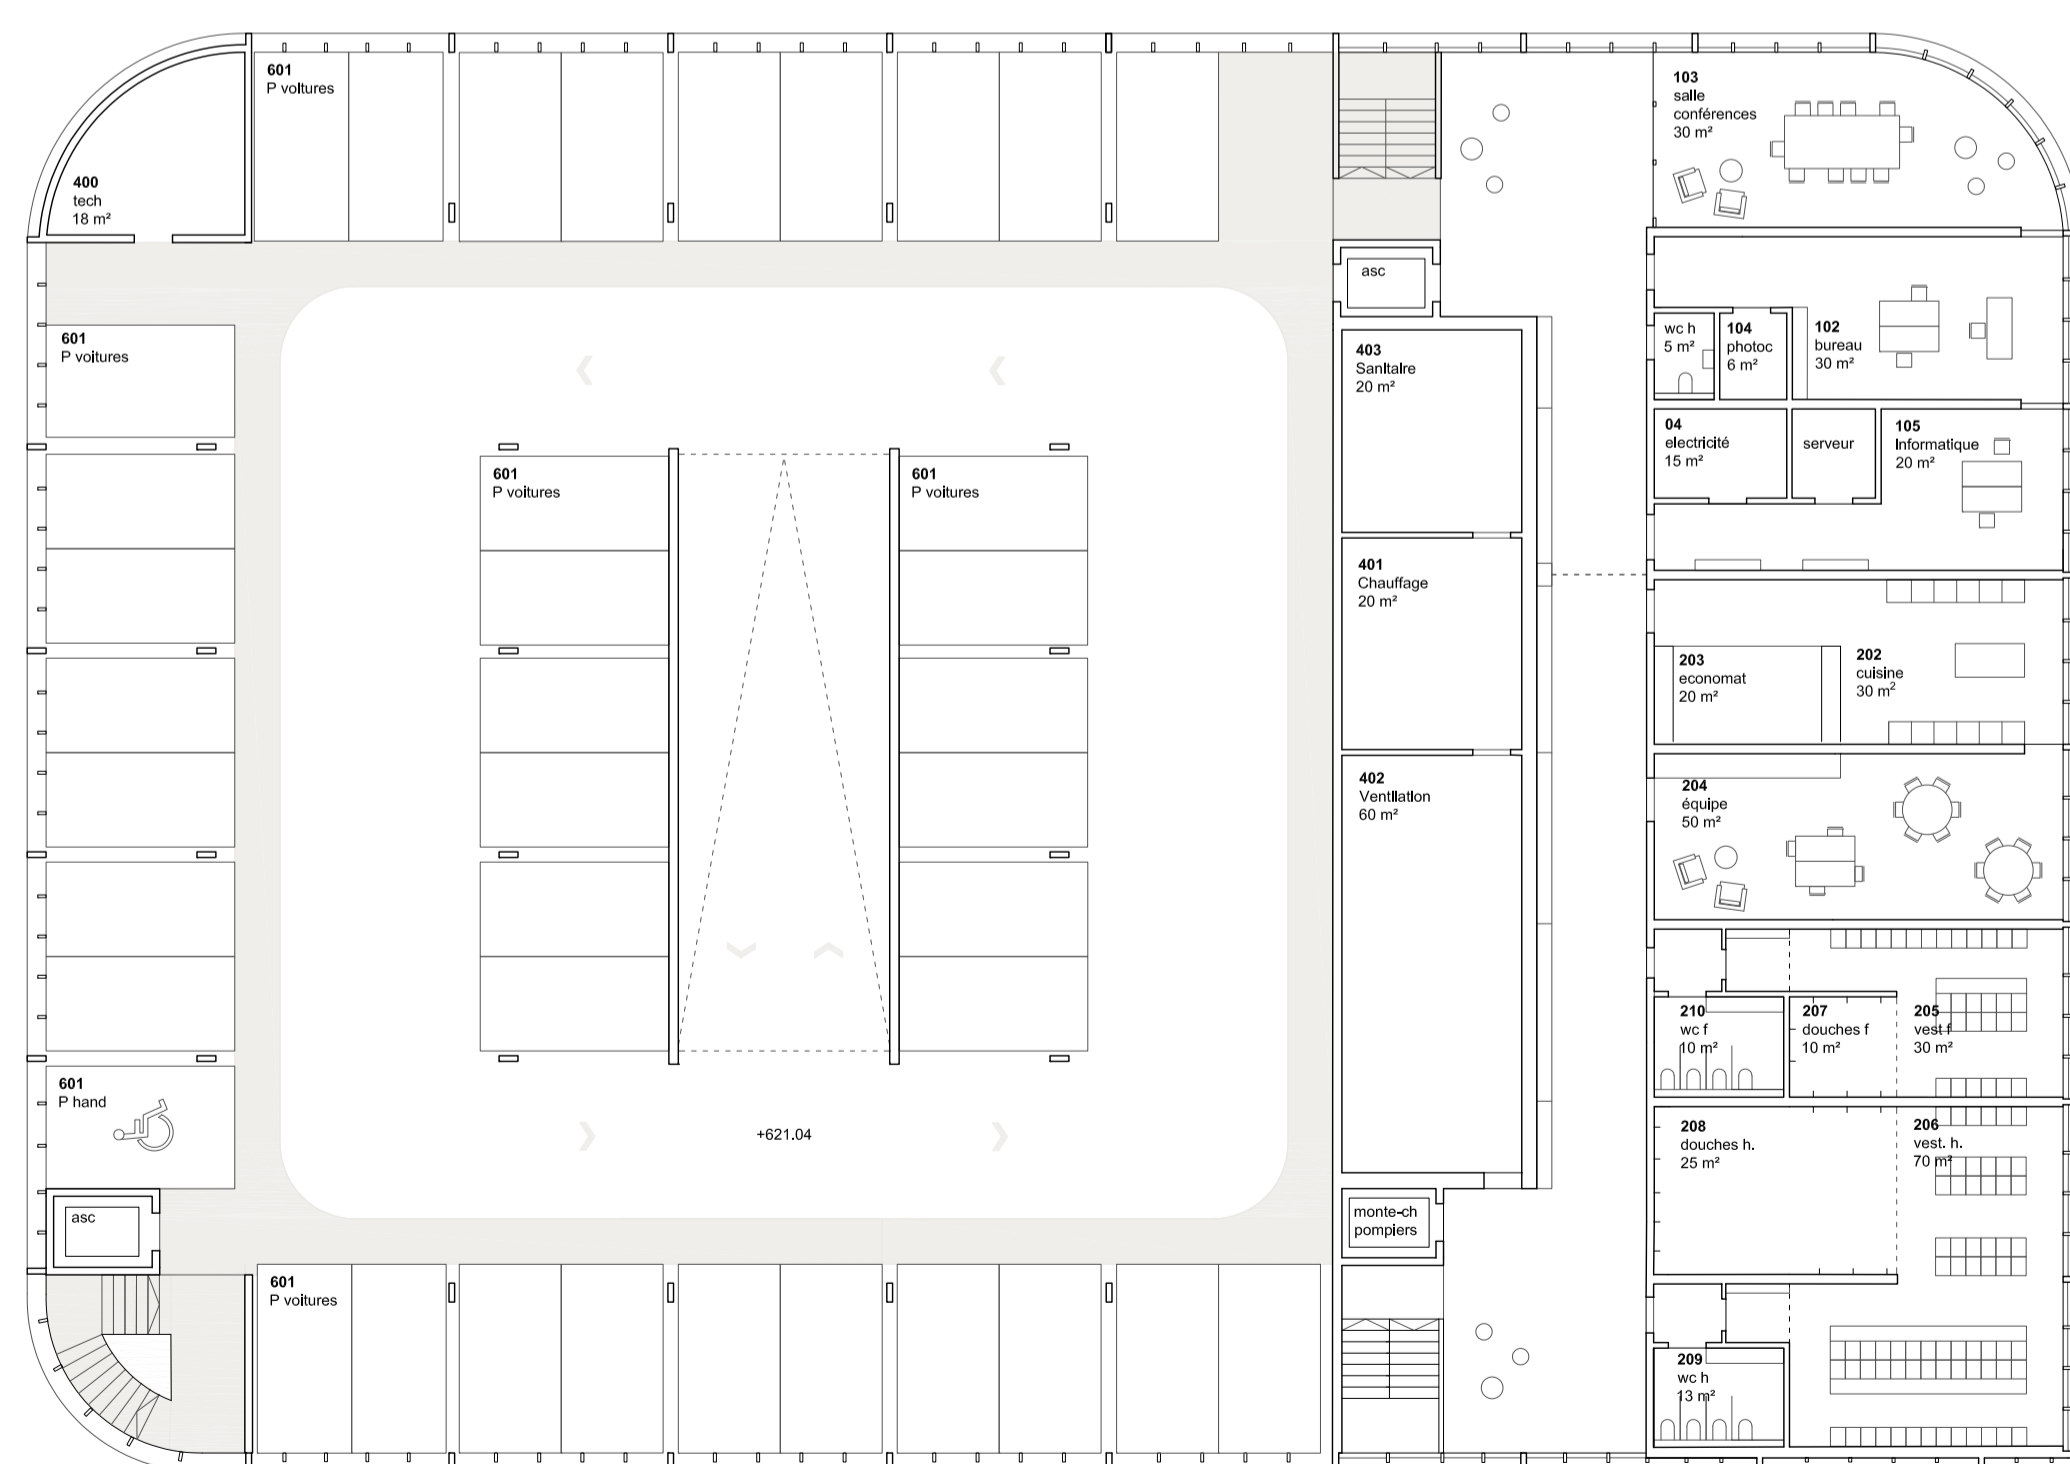 601
P voitures
400
tech
18 m²
103
salle
conférences
30 m²
asc
601
P voitures
wc h
5 m²
104
photoc
6 m²
102
bureau
30 m²
403
Sanitaire
20 m²
04
electricité
15 m²
serveur
105
Informatique
20 m²
601
P voitures
601
P voitures
401
Chauffage
20 m²
203
economat
20 m²
202
cuisine
30 m²
402
Ventilation
60 m²
204
équipe
50 m²
210
wc f
10 m²
207
douches f
10 m²
205
vest f
30 m²
601
P hand
+621.04
208
douches h.
25 m²
206
vest. h.
70 m²
asc
monte-ch
pompiers
601
P voitures
209
wc h
13 m²